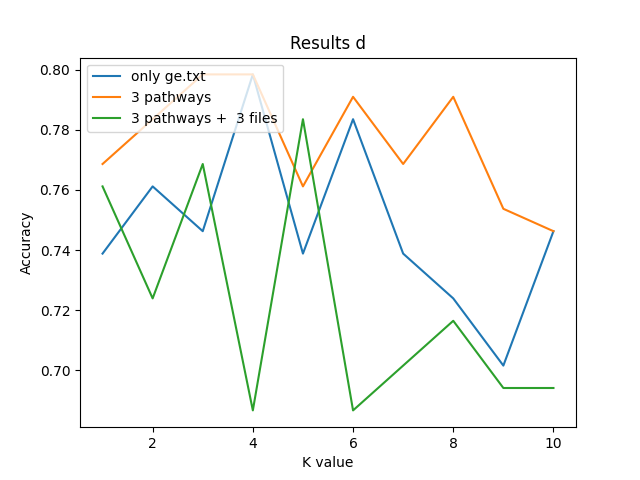 Results d
0.80
0.78
0.76
0.74
0.72
0.70
Accuracy
only ge.txt
3 pathways
3 pathways +  3 files
2
4
6
8
10
K value